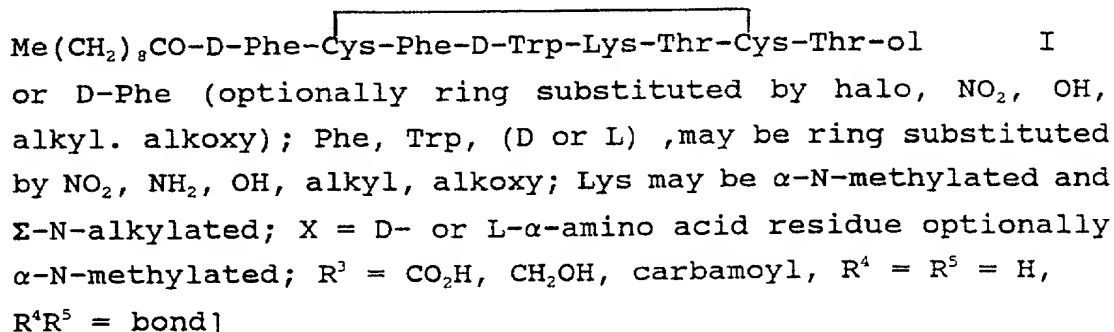 Me(CH₂)₈CO-D-Phe-Cys-Phe-D-Trp-Lys-Thr-Cys-Thr-ol I
or D-Phe (optionally ring substituted by halo, NO₂, OH,
alkyl. alkoxy); Phe, Trp, (D or L) ,may be ring substituted
by NO₂, NH₂, OH, alkyl, alkoxy; Lys may be α-N-methylated and
Σ-N-alkylated; X = D- or L-α-amino acid residue optionally
α-N-methylated; R³ = CO₂H, CH₂OH, carbamoyl, R⁴ = R⁵ = H,
R⁴R⁵ = bond]